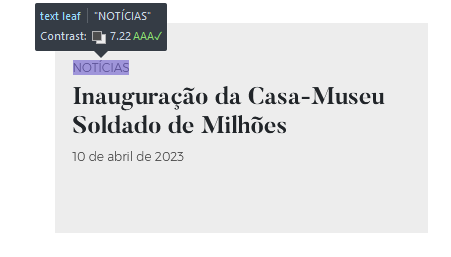 text leaf "NOTÍCIAS"
Contrast: 7.22 AAA✓
NOTÍCIAS
Inauguração da Casa-Museu
Soldado de Milhões
10 de abril de 2023